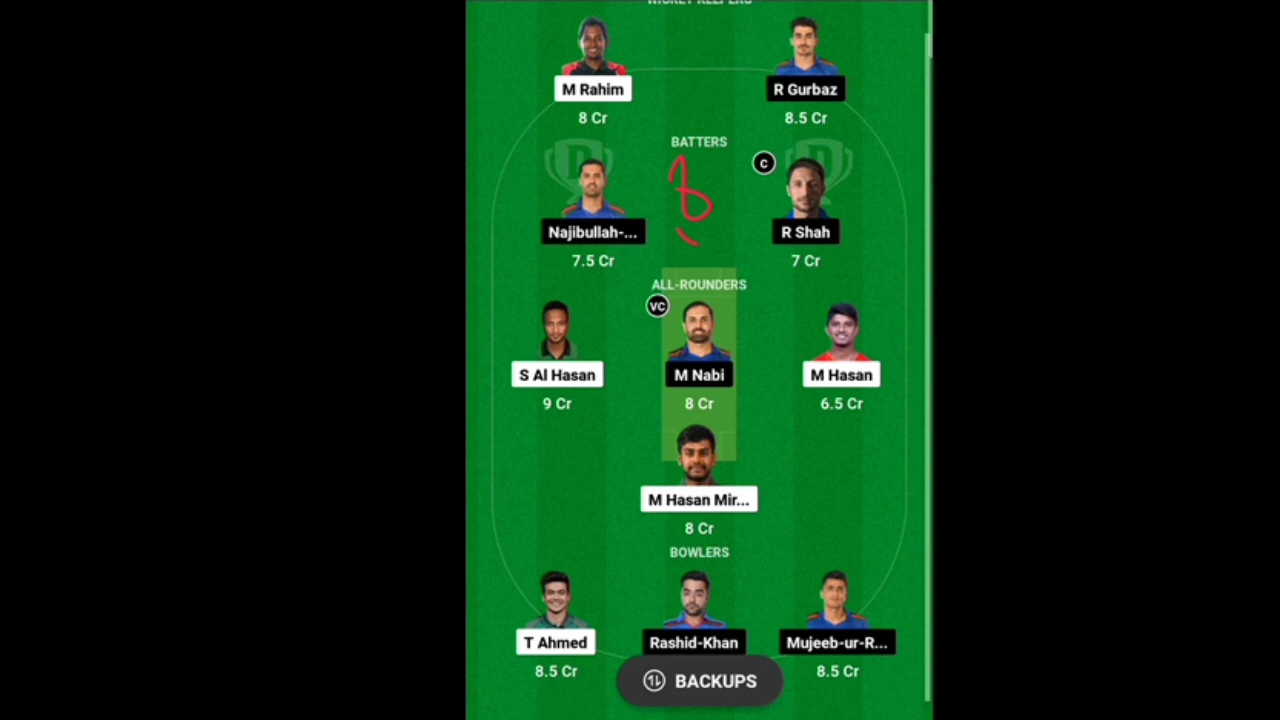 WICKET-KEEPERS
M Rahim
R Gurbaz
8 Cr
8.5 Cr
BATTERS
C
Najibullah-...
R Shah
7.5 Cr
7 Cr
ALL-ROUNDERS
VC
S Al Hasan
M Nabi
M Hasan
9 Cr
8 Cr
6.5 Cr
M Hasan Mir...
8 Cr
BOWLERS
T Ahmed
Rashid-Khan
Mujeeb-ur-R...
8.5 Cr
8.5 Cr
BACKUPS